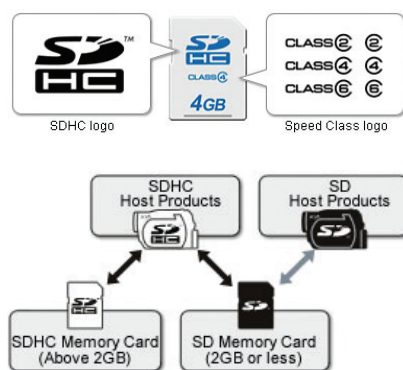 SD™
HC
SDHC logo
SD
HC
CLASS④
4GB
CLASS② ②
CLASS④ ④
CLASS⑥ ⑥
Speed Class logo
SDHC
Host Products
SD
HC
SD
Host Products
SD
SD
HC
SDHC Memory Card
(Above 2GB)
SD
SD Memory Card
(2GB or less)